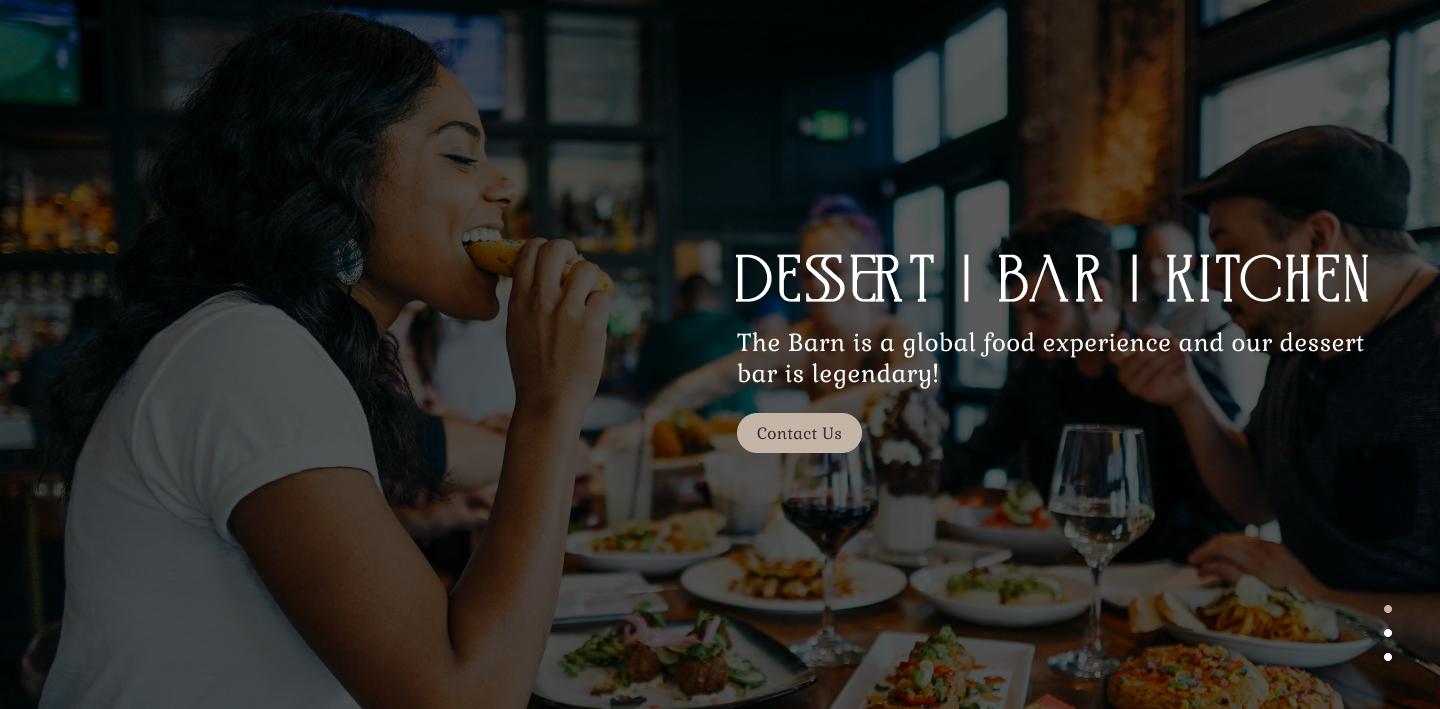 DESSERT | BAR | KITCHEN
The Barn is a global food experience and our dessert
bar is legendary!
Contact Us